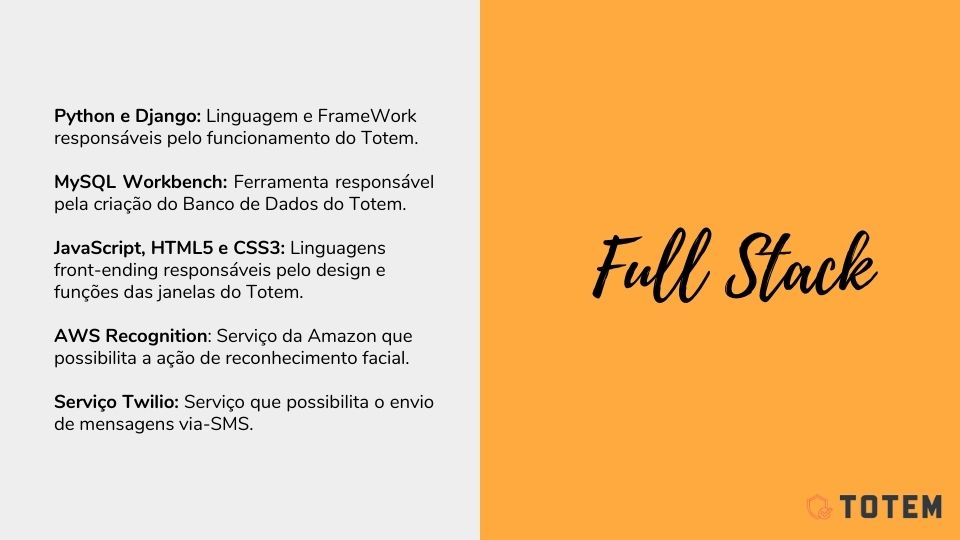 Python e Django: Linguagem e FrameWork
responsáveis pelo funcionamento do Totem.
MySQL Workbench: Ferramenta responsável
pela criação do Banco de Dados do Totem.
JavaScript, HTML5 e CSS3: Linguagens
front-ending responsáveis pelo design e
funções das janelas do Totem.
AWS Recognition: Serviço da Amazon que
possibilita a ação de reconhecimento facial.
Serviço Twilio: Serviço que possibilita o envio
de mensagens via-SMS.
Full Stack
TOTEM